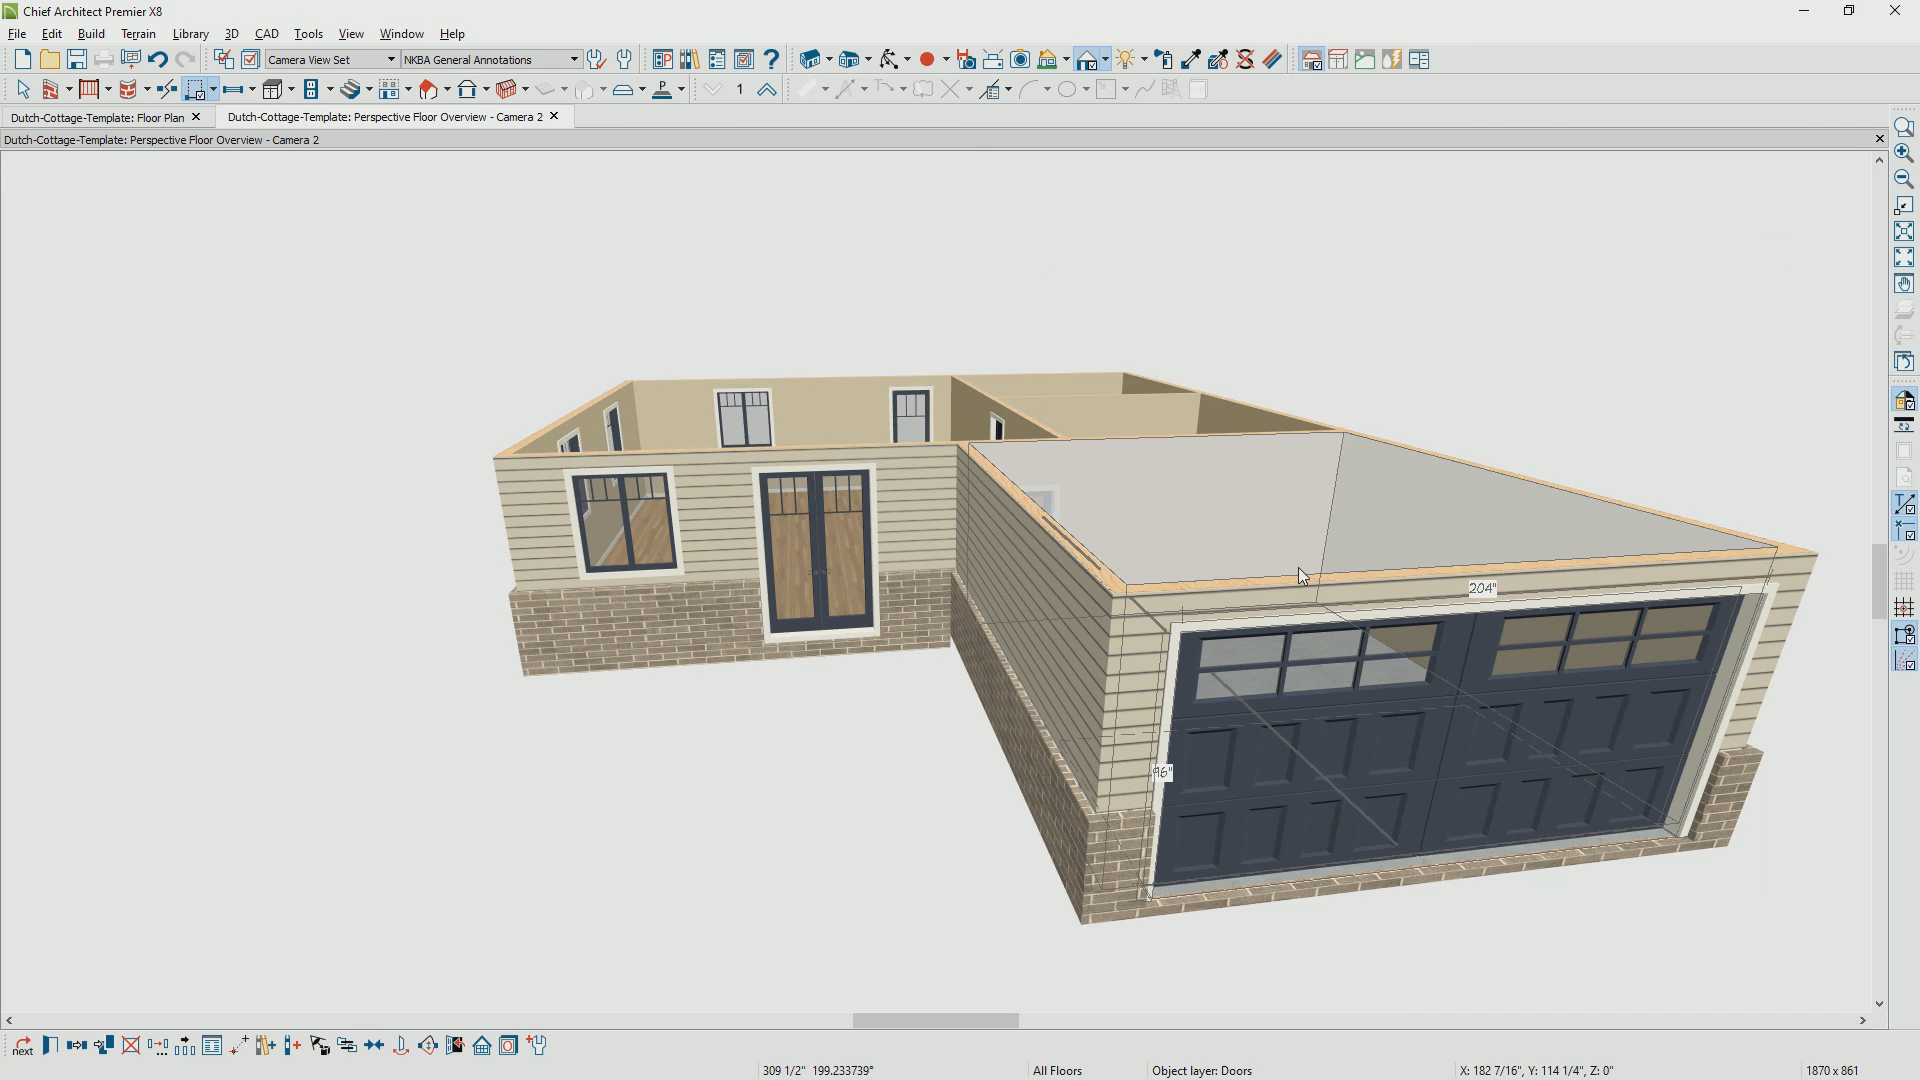 Chief Architect Premier X8
File Edit Build Terrain Library 3D CAD Tools View Window Help
Camera View Set NKBA General Annotations
1
Dutch-Cottage-Template: Floor Plan Dutch-Cottage-Template: Perspective Floor Overview - Camera 2
Dutch-Cottage-Template: Perspective Floor Overview - Camera 2
204"
96"
next
309 1/2" 199.233739° All Floors Object layer: Doors X: 182 7/16", Y: 114 1/4", Z: 0" 1870 x 861